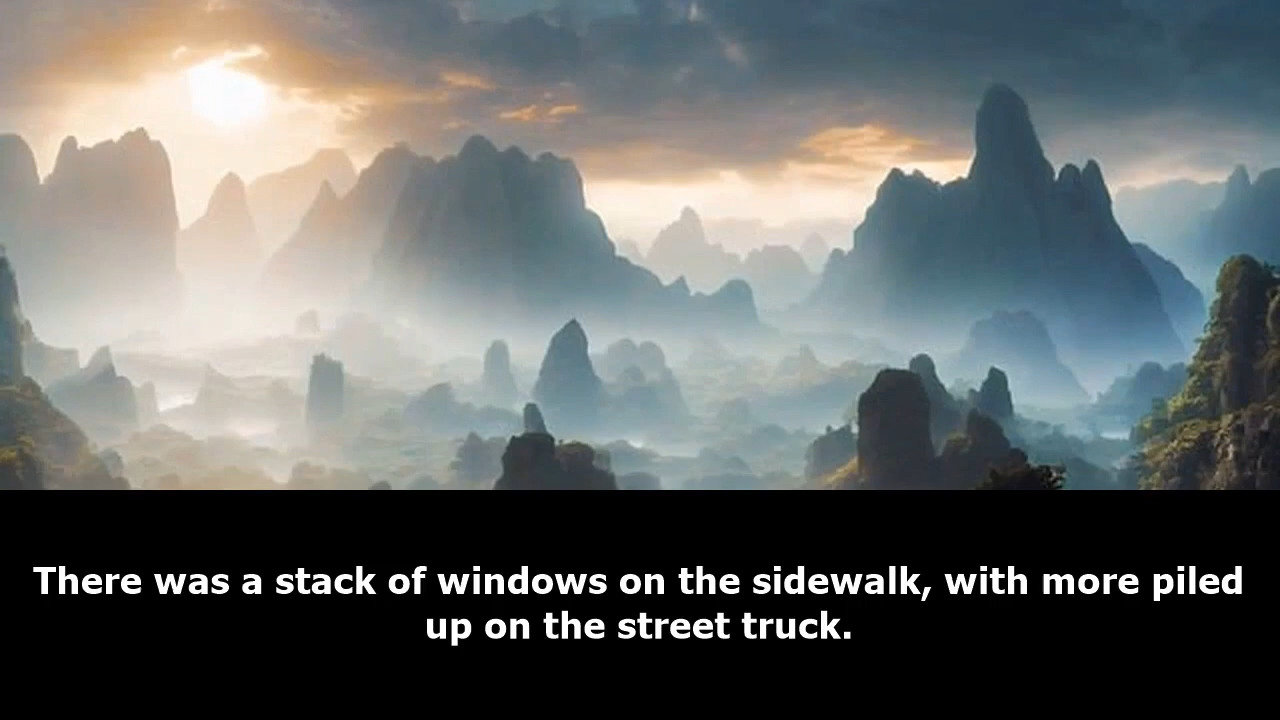 There was a stack of windows on the sidewalk, with more piled
up on the street truck.